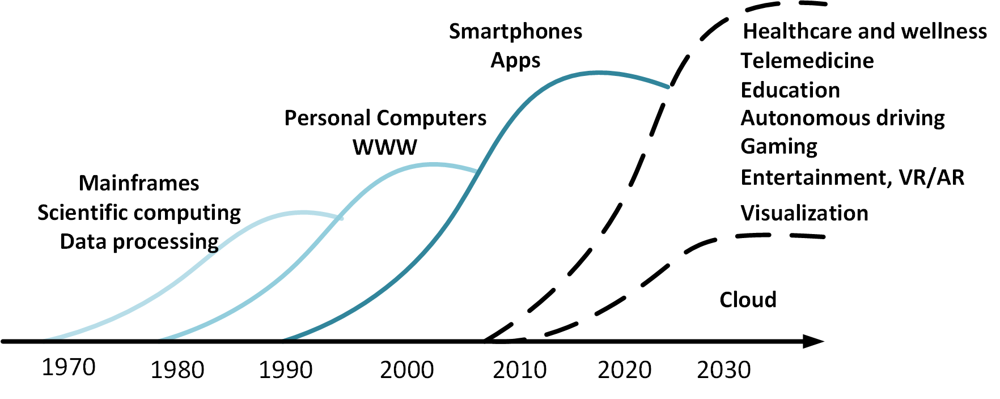 Smartphones
Apps
Personal Computers
WWW
Mainframes
Scientific computing
Data processing
Healthcare and wellness
Telemedicine
Education
Autonomous driving
Gaming
Entertainment, VR/AR
Visualization
Cloud
1970
1980
1990
2000
2010
2020
2030